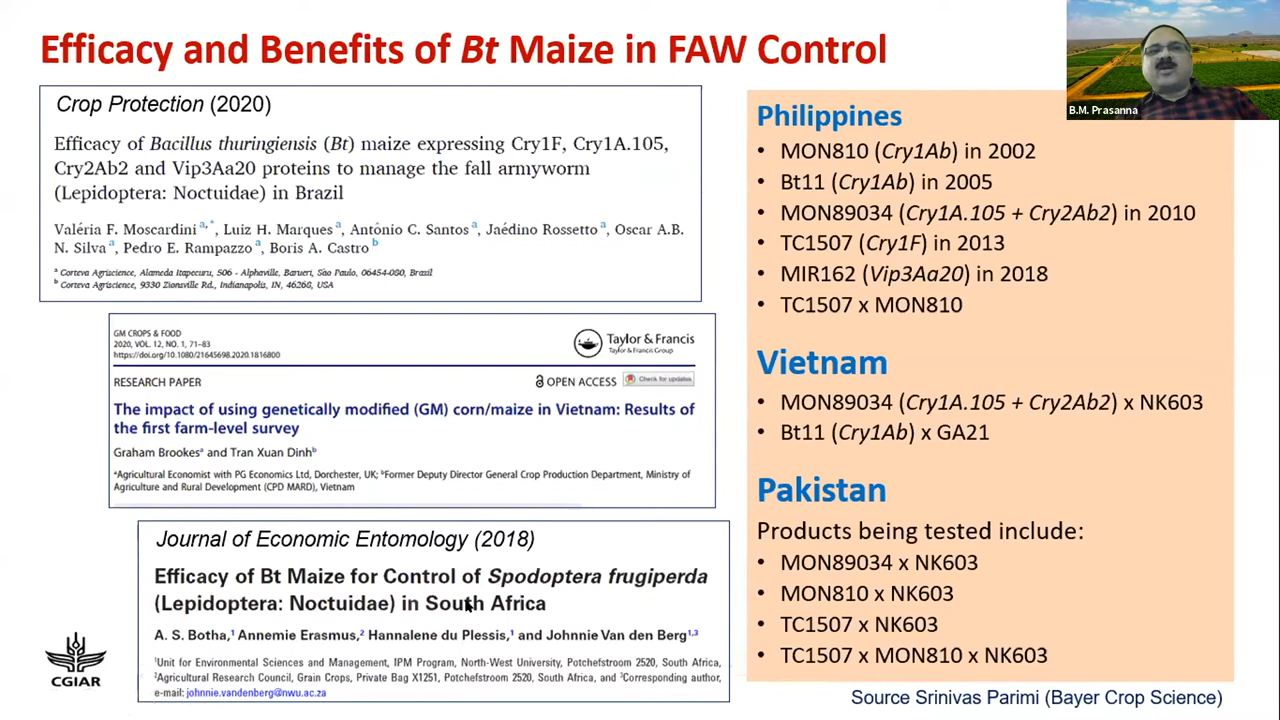 Efficacy and Benefits of Bt Maize in FAW Control
B.M. Prasanna
Crop Protection (2020)
Efficacy of Bacillus thuringiensis (Bt) maize expressing Cry1F, Cry1A.105,
Cry2Ab2 and Vip3Aa20 proteins to manage the fall armyworm
(Lepidoptera: Noctuidae) in Brazil
Valéria F. Moscardini a,*, Luiz H. Marques a, Antônio C. Santos a, Jaédino Rossetto a, Oscar A.B.
N. Silva a, Pedro E. Rampazzo a, Boris A. Castro b
a Corteva Agriscience, Alameda Itapecuru, 506 - Alphaville, Barueri, São Paulo, 06454-080, Brasil
b Corteva Agriscience, 9330 Zionsville Rd., Indianapolis, IN, 46268, USA
GM CROPS & FOOD
2020, VOL. 12, NO. 1, 71–83
https://doi.org/10.1080/21645698.2020.1816800
Taylor & Francis
Taylor & Francis Group
RESEARCH PAPER
OPEN ACCESS
Check for updates
The impact of using genetically modified (GM) corn/maize in Vietnam: Results of
the first farm-level survey
Graham Brookes a and Tran Xuan Dinh b
a Agricultural Economist with PG Economics Ltd, Dorchester, UK; b Former Deputy Director General Crop Production Department, Ministry of
Agriculture and Rural Development (CPD MARD), Vietnam
Journal of Economic Entomology (2018)
Efficacy of Bt Maize for Control of Spodoptera frugiperda
(Lepidoptera: Noctuidae) in South Africa
A. S. Botha,1 Annemie Erasmus,2 Hannalene du Plessis,1 and Johnnie Van den Berg1,3
1Unit for Environmental Sciences and Management, IPM Program, North-West University, Potchefstroom 2520, South Africa,
2Agricultural Research Council, Grain Crops, Private Bag X1251, Potchefstroom 2520, South Africa, and 3Corresponding author,
e-mail: johnnie.vandenberg@nwu.ac.za
CGIAR
Philippines
• MON810 (Cry1Ab) in 2002
• Bt11 (Cry1Ab) in 2005
• MON89034 (Cry1A.105 + Cry2Ab2) in 2010
• TC1507 (Cry1F) in 2013
• MIR162 (Vip3Aa20) in 2018
• TC1507 x MON810
Vietnam
• MON89034 (Cry1A.105 + Cry2Ab2) x NK603
• Bt11 (Cry1Ab) x GA21
Pakistan
Products being tested include:
• MON89034 x NK603
• MON810 x NK603
• TC1507 x NK603
• TC1507 x MON810 x NK603
Source Srinivas Parimi (Bayer Crop Science)